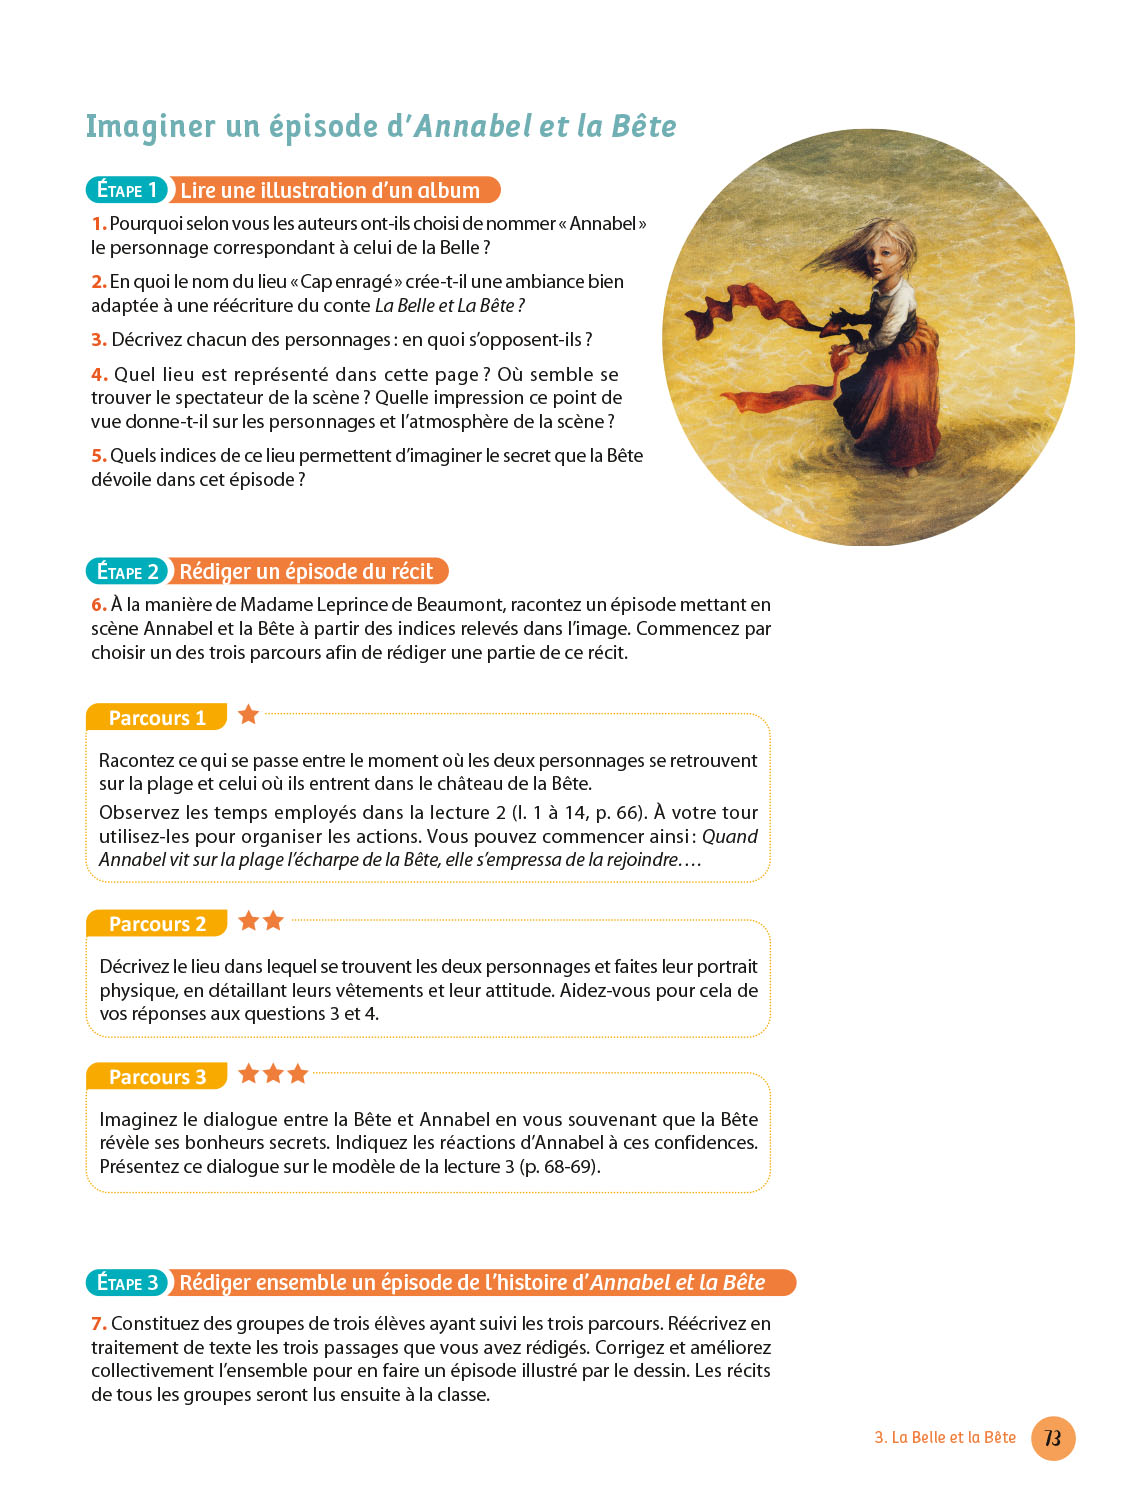 Imaginer un épisode d’Annabel et la Bête
ÉTAPE 1 Lire une illustration d’un album
1. Pourquoi selon vous les auteurs ont-ils choisi de nommer « Annabel »
le personnage correspondant à celui de la Belle ?
2. En quoi le nom du lieu « Cap enragé » crée-t-il une ambiance bien
adaptée à une réécriture du conte La Belle et La Bête ?
3. Décrivez chacun des personnages : en quoi s’opposent-ils ?
4. Quel lieu est représenté dans cette page ? Où semble se
trouver le spectateur de la scène ? Quelle impression ce point de
vue donne-t-il sur les personnages et l’atmosphère de la scène ?
5. Quels indices de ce lieu permettent d’imaginer le secret que la Bête
dévoile dans cet épisode ?
ÉTAPE 2 Rédiger un épisode du récit
6. À la manière de Madame Leprince de Beaumont, racontez un épisode mettant en
scène Annabel et la Bête à partir des indices relevés dans l’image. Commencez par
choisir un des trois parcours afin de rédiger une partie de ce récit.
Parcours 1
Racontez ce qui se passe entre le moment où les deux personnages se retrouvent
sur la plage et celui où ils entrent dans le château de la Bête.
Observez les temps employés dans la lecture 2 (l. 1 à 14, p. 66). À votre tour
utilisez-les pour organiser les actions. Vous pouvez commencer ainsi : Quand
Annabel vit sur la plage l’écharpe de la Bête, elle s’empressa de la rejoindre….
Parcours 2
Décrivez le lieu dans lequel se trouvent les deux personnages et faites leur portrait
physique, en détaillant leurs vêtements et leur attitude. Aidez-vous pour cela de
vos réponses aux questions 3 et 4.
Parcours 3
Imaginez le dialogue entre la Bête et Annabel en vous souvenant que la Bête
révèle ses bonheurs secrets. Indiquez les réactions d’Annabel à ces confidences.
Présentez ce dialogue sur le modèle de la lecture 3 (p. 68-69).
ÉTAPE 3 Rédiger ensemble un épisode de l’histoire d’Annabel et la Bête
7. Constituez des groupes de trois élèves ayant suivi les trois parcours. Réécrivez en
traitement de texte les trois passages que vous avez rédigés. Corrigez et améliorez
collectivement l’ensemble pour en faire un épisode illustré par le dessin. Les récits
de tous les groupes seront lus ensuite à la classe.
3. La Belle et la Bête 73